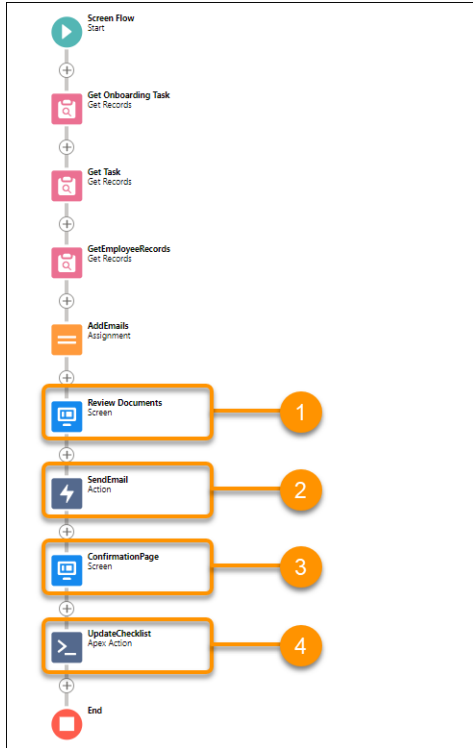 Screen Flow
Start
Get Onboarding Task
Get Records
Get Task
Get Records
GetEmployeeRecords
Get Records
AddEmails
Assignment
Review Documents
Screen
1
SendEmail
Action
2
ConfirmationPage
Screen
3
UpdateChecklist
Apex Action
4
End